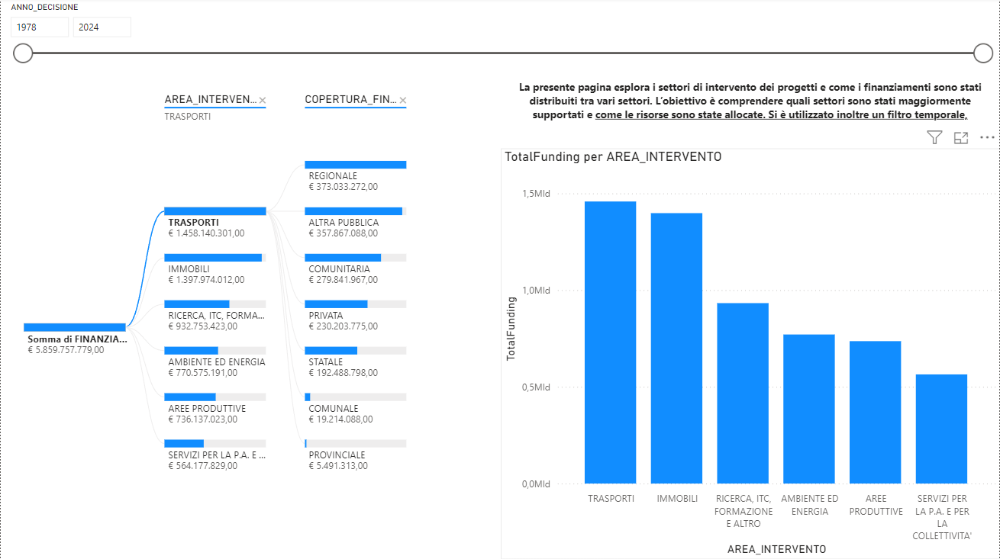 ANNO_DECISIONE
1978
2024
AREA_INTERVEN...
TRASPORTI
COPERTURA_FIN...
La presente pagina esplora i settori di intervento dei progetti e come i finanziamenti sono stati
distribuiti tra vari settori. L’obiettivo è comprendere quali settori sono stati maggiormente
supportati e come le risorse sono state allocate. Si è utilizzato inoltre un filtro temporale,
Somma di FINANZIA...
€ 5.859.757.779,00
TRASPORTI
€ 1.458.140.301,00
IMMOBILI
€ 1.397.974.012,00
RICERCA, ITC, FORMA...
€ 932.753.423,00
AMBIENTE ED ENERGIA
€ 770.575.191,00
AREE PRODUTTIVE
€ 736.137.023,00
SERVIZI PER LA P.A. E ...
€ 564.177.829,00
REGIONALE
€ 373.033.272,00
ALTRA PUBBLICA
€ 357.867.088,00
COMUNITARIA
€ 279.841.967,00
PRIVATA
€ 230.203.775,00
STATALE
€ 192.488.798,00
COMUNALE
€ 19.214.088,00
PROVINCIALE
€ 5.491.313,00
TotalFunding per AREA_INTERVENTO
TotalFunding
1,5Mld
1,0Mld
0,5Mld
0,0Mld
TRASPORTI
IMMOBILI
RICERCA, ITC,
FORMAZIONE
E ALTRO
AMBIENTE ED
ENERGIA
AREE
PRODUTTIVE
SERVIZI PER
LA P.A. E PER
LA
COLLETTIVITA'
AREA_INTERVENTO